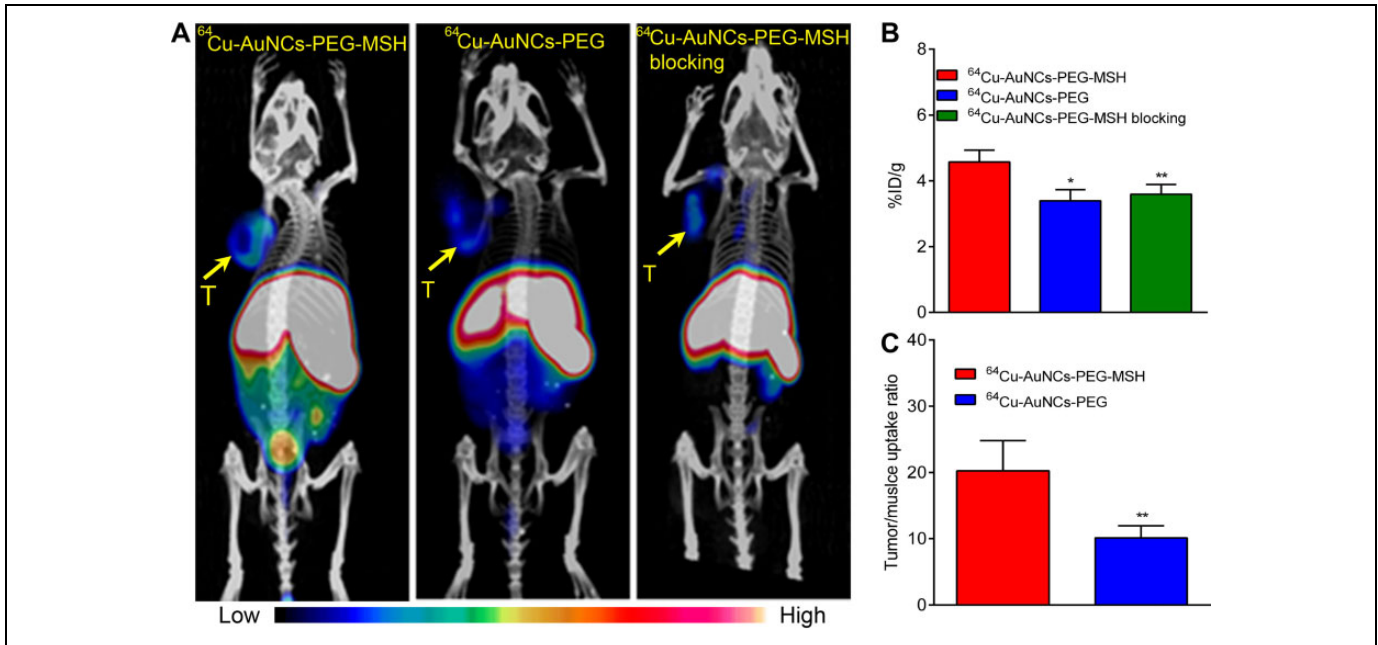 A
64Cu-AuNCs-PEG-MSH
64Cu-AuNCs-PEG
64Cu-AuNCs-PEG-MSH
blocking
T
T
T
Low
High
B
8
6
4
2
0
%ID/g
64Cu-AuNCs-PEG-MSH
64Cu-AuNCs-PEG
64Cu-AuNCs-PEG-MSH blocking
*
**
C
40
30
20
10
0
Tumor/muslce uptake ratio
64Cu-AuNCs-PEG-MSH
64Cu-AuNCs-PEG
**